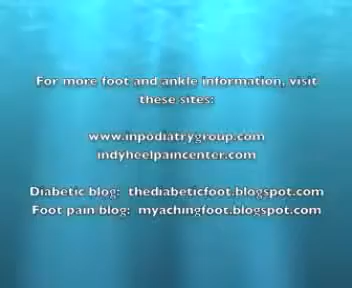 For more foot and ankle information, visit
these sites:
www.inpodiatrygroup.com
indyheelpaincenter.com
Diabetic blog: thediabeticfoot.blogspot.com
Foot pain blog: myachingfoot.blogspot.com